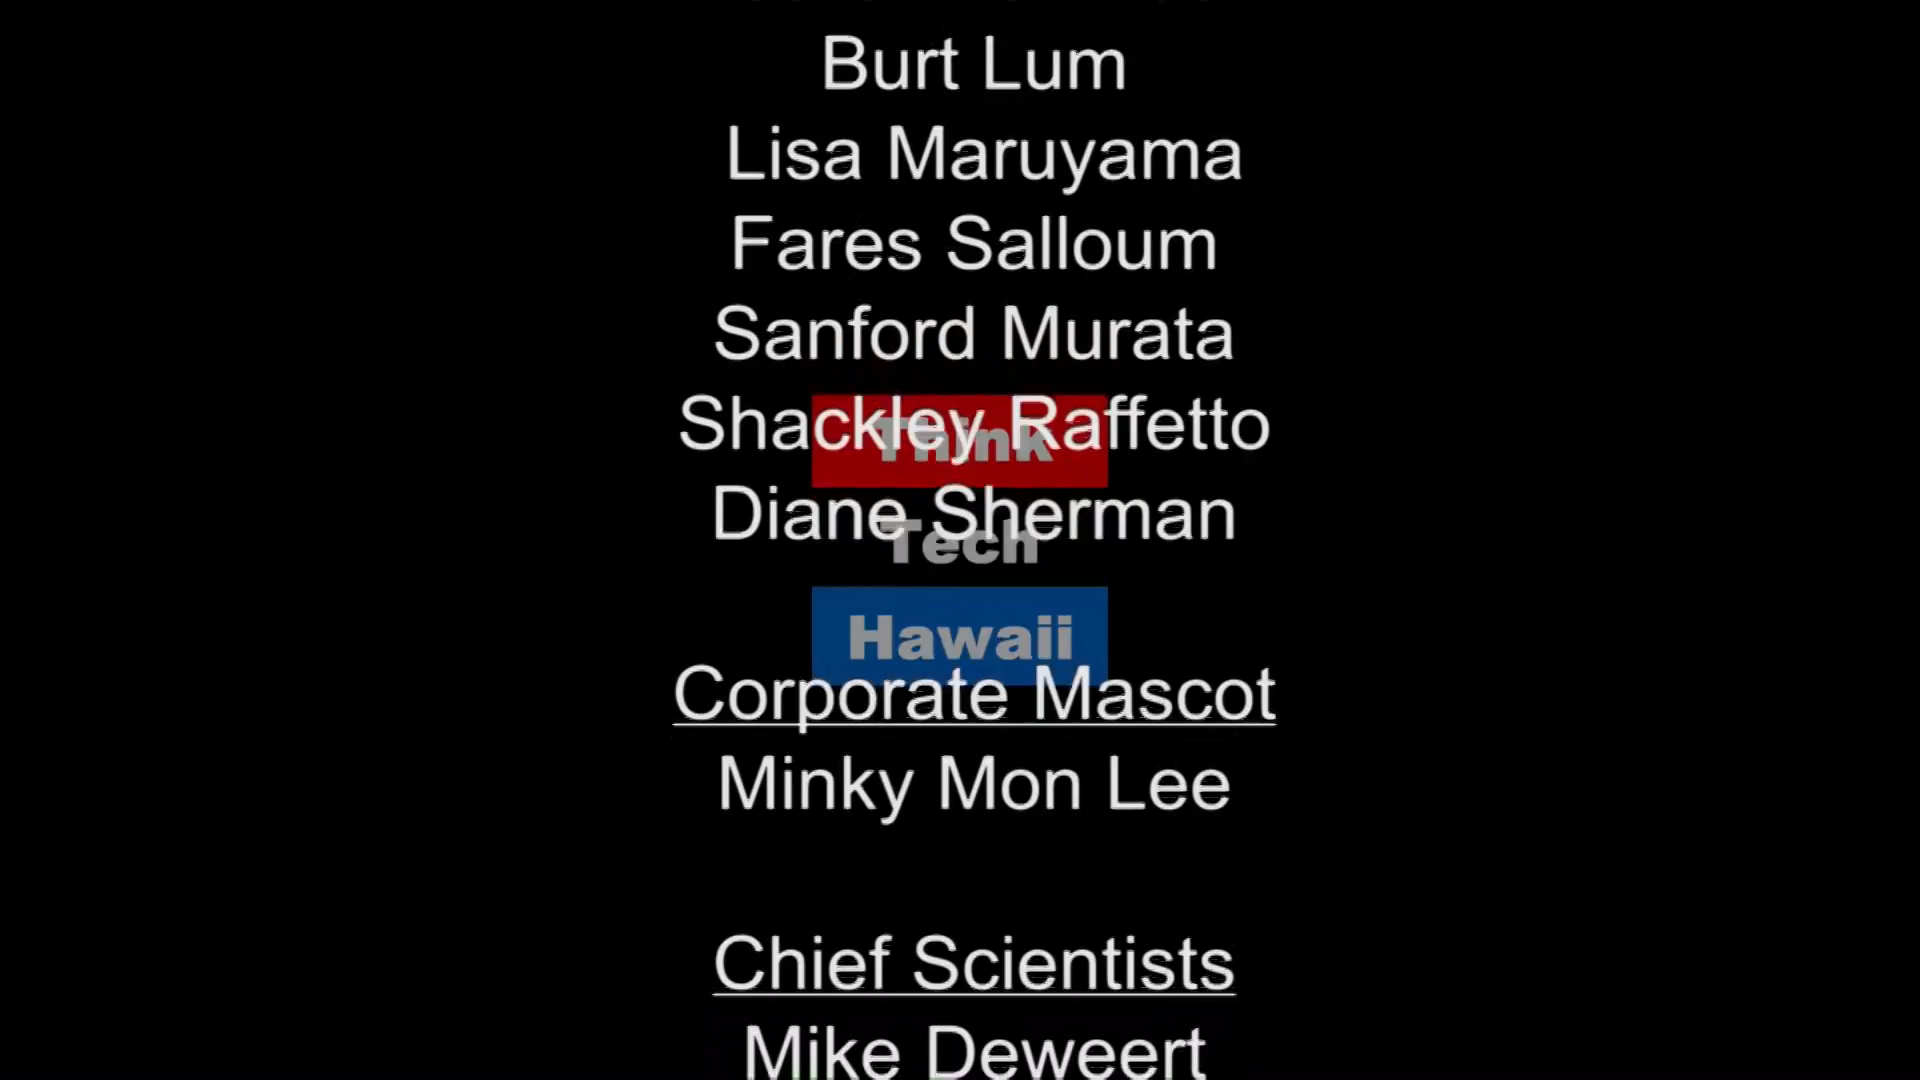 Burt Lum
Lisa Maruyama
Fares Salloum
Sanford Murata
Shackley Raffetto
Think
Diane Sherman
Tech
Hawaii
Corporate Mascot
Minky Mon Lee
Chief Scientists
Mike Deweert